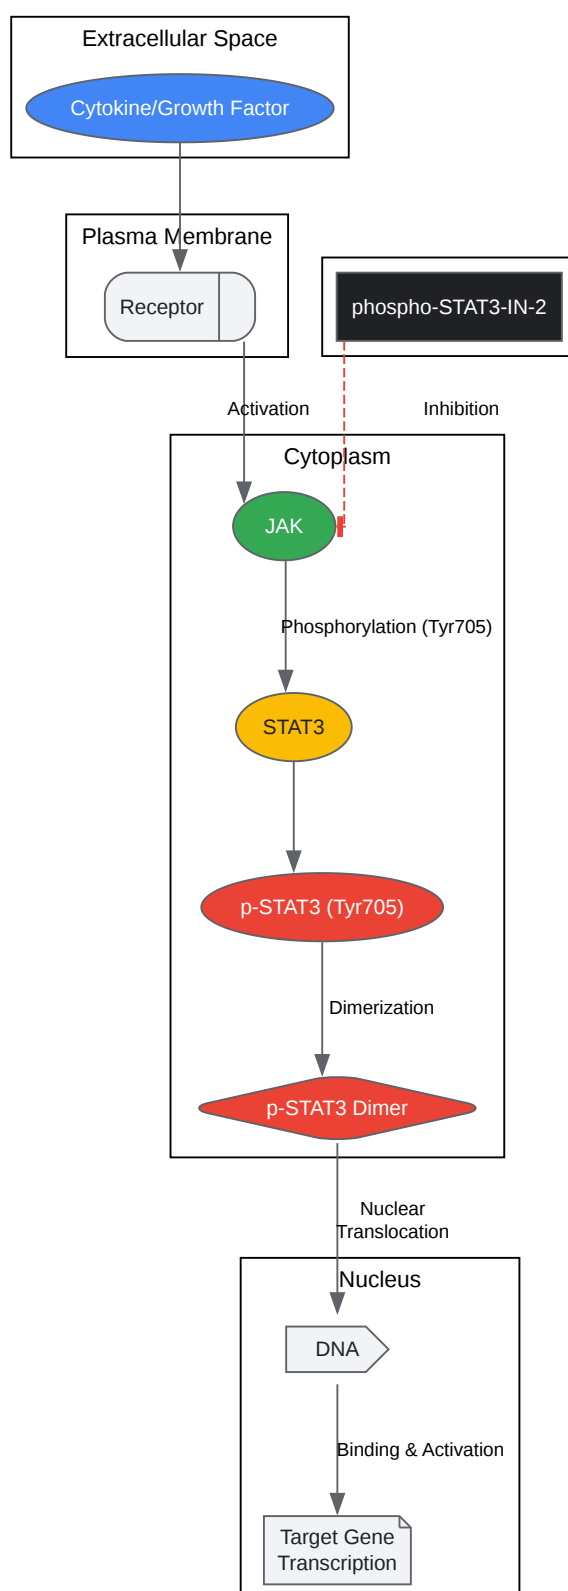 Extracellular Space
Cytokine/Growth Factor
Plasma Membrane
Receptor
phospho-STAT3-IN-2
Activation
Inhibition
Cytoplasm
JAK
Phosphorylation (Tyr705)
STAT3
p-STAT3 (Tyr705)
Dimerization
p-STAT3 Dimer
Nuclear
Translocation
Nucleus
DNA
Binding & Activation
Target Gene
Transcription